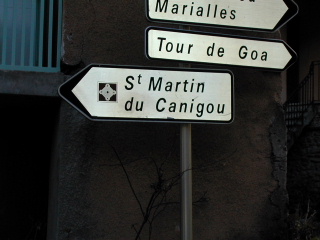 Marialles
Tour de Goa
St Martin
du Canigou